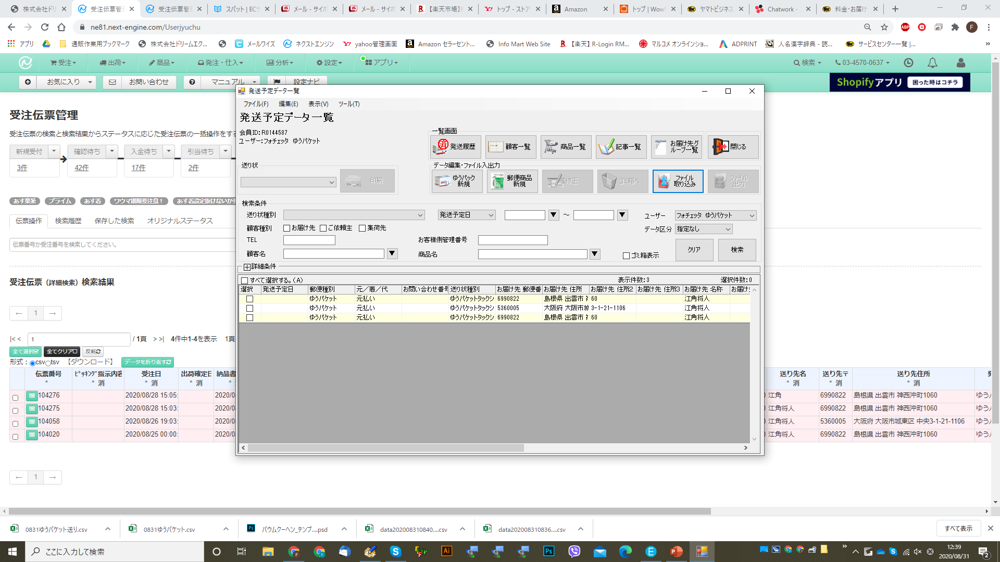 株式会社ドリ
受注伝票管理
受注伝票管理
スパット | ECサ
メール - サイボ
メール - サイボ
【楽天市場】F
トップ - ストア
Amazon
トップ | Wow!
ヤマトビジネス
Chatwork -
料金・お届け
ne81.next-engine.com/Userjyuchu
アプリ
通販作業用ブックマーク
株式会社ドリームエク...
メールワイズ
ネクストエンジン
yahoo管理画面
Amazon セラーセント...
Info Mart Web Site
【楽天】R-Login RM...
マルコメ オンラインショ...
ADPRINT
人名漢字辞典 - 読...
サービスセンター一覧 |...
受注
出荷
商品
発注・仕入
分析
設定
アプリ
検索
03-4570-0637
お気に入り
お問い合わせ
マニュアル
設定ナビ
Shopifyアプリ 困った時はコチラ
受注伝票管理
受注伝票の検索と検索結果からステータスに応じた受注伝票の一括操作をする
新規受付
確認待ち
入金待ち
引当待ち
3件
42件
17件
2件
あす楽系
プライム
あす着
ワウマ期限要注意！
あす着設定抜けないかす
伝票操作
検索履歴
保存した検索
オリジナルステータス
伝票番号か受注番号を検索してください。
受注伝票（詳細検索）検索結果
← 1 →
|< < 1 / 1頁 > >| 4件中1-4を表示 1頁
全て選択
全てクリア
反転
形式：csv tsv 【ダウンロード】 データを折り返す
伝票番号 ﾋﾟｯｷﾝｸﾞ指示内容 受注日 出荷確定日 納品書
* * 消 * 消 * 消 *
104276 2020/08/28 15:05: 2020/0
104275 2020/08/28 15:03: 2020/0
104058 2020/08/26 19:03: 2020/0
104020 2020/08/25 00:00: 2020/0
← 1 →
発送予定データ一覧
ファイル(F) 編集(E) 表示(V) ツール(T)
発送予定データ一覧
会員ID：R0144587
ユーザー：フォチェッタ ゆうパケット
一覧画面
発送履歴
顧客一覧
商品一覧
記事一覧
お届け先グループ一覧
閉じる
送り状
印刷
データ編集・ファイル入出力
ゆうパック新規
郵便商品新規
修正
ゴミ箱へ
ファイル取り込み
ファイル出力
検索条件
送り状種別
発送予定日
～
ユーザー フォチェッタ ゆうパケット
顧客種別 お届け先 ご依頼主 集荷先
データ区分 指定なし
TEL
お客様側管理番号
顧客名
商品名
ゴミ箱表示
クリア
検索
詳細条件
すべて選択する。（A）
表示件数：3
選択件数：0
選択 発送予定日 郵便種別 元／着／代 お問い合わせ番号 送り状種別 お届け先 郵便番 お届け先 住所 お届け先 住所2 お届け先 住所3 お届け先 名称
ゆうパケット 元払い ゆうパケットタックシ 6990822 島根県 出雲市 60 江角将人
ゆうパケット 元払い ゆうパケットタックシ 5360005 大阪府 大阪市城 3-1-21-1106 江角将人
ゆうパケット 元払い ゆうパケットタックシ 6990822 島根県 出雲市 60 江角将人
送り先名 送り先〒 送り先住所
* 消 * 消 * 消
江角 6990822 島根県 出雲市 神西沖町1060
江角将人 6990822 島根県 出雲市 神西沖町1060
江角将人 5360005 大阪府 大阪市城東区 中央3-1-21-1106
江角将人 6990822 島根県 出雲市 神西沖町1060
0831ゆうパケット送り.csv
0831ゆうパケット.csv
バウムクーヘン_テンプ....psd
data202008310840....csv
data202008310836....csv
すべて表示
ここに入力して検索
12:39
2020/08/31
2